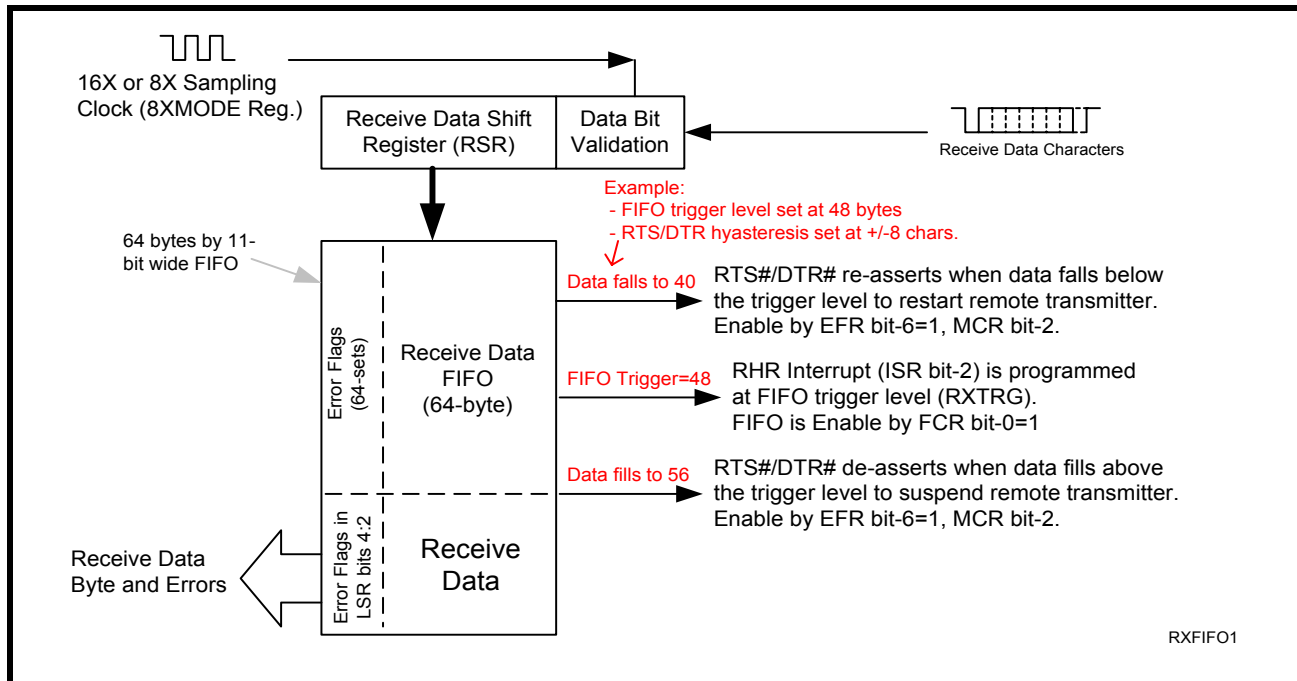 16X or 8X Sampling
Clock (8XMODE Reg.)
Receive Data Shift
Register (RSR)
Data Bit
Validation
Receive Data Characters
Example:
- FIFO trigger level set at 48 bytes
- RTS/DTR hyasteresis set at +/-8 chars.
64 bytes by 11-
bit wide FIFO
Error Flags
(64-sets)
Receive Data
FIFO
(64-byte)
Data falls to 40
RTS#/DTR# re-asserts when data falls below
the trigger level to restart remote transmitter.
Enable by EFR bit-6=1, MCR bit-2.
FIFO Trigger=48
RHR Interrupt (ISR bit-2) is programmed
at FIFO trigger level (RXTRG).
FIFO is Enable by FCR bit-0=1
Data fills to 56
RTS#/DTR# de-asserts when data fills above
the trigger level to suspend remote transmitter.
Enable by EFR bit-6=1, MCR bit-2.
Error Flags in
LSR bits 4:2
Receive
Data
Receive Data
Byte and Errors
RXFIFO1